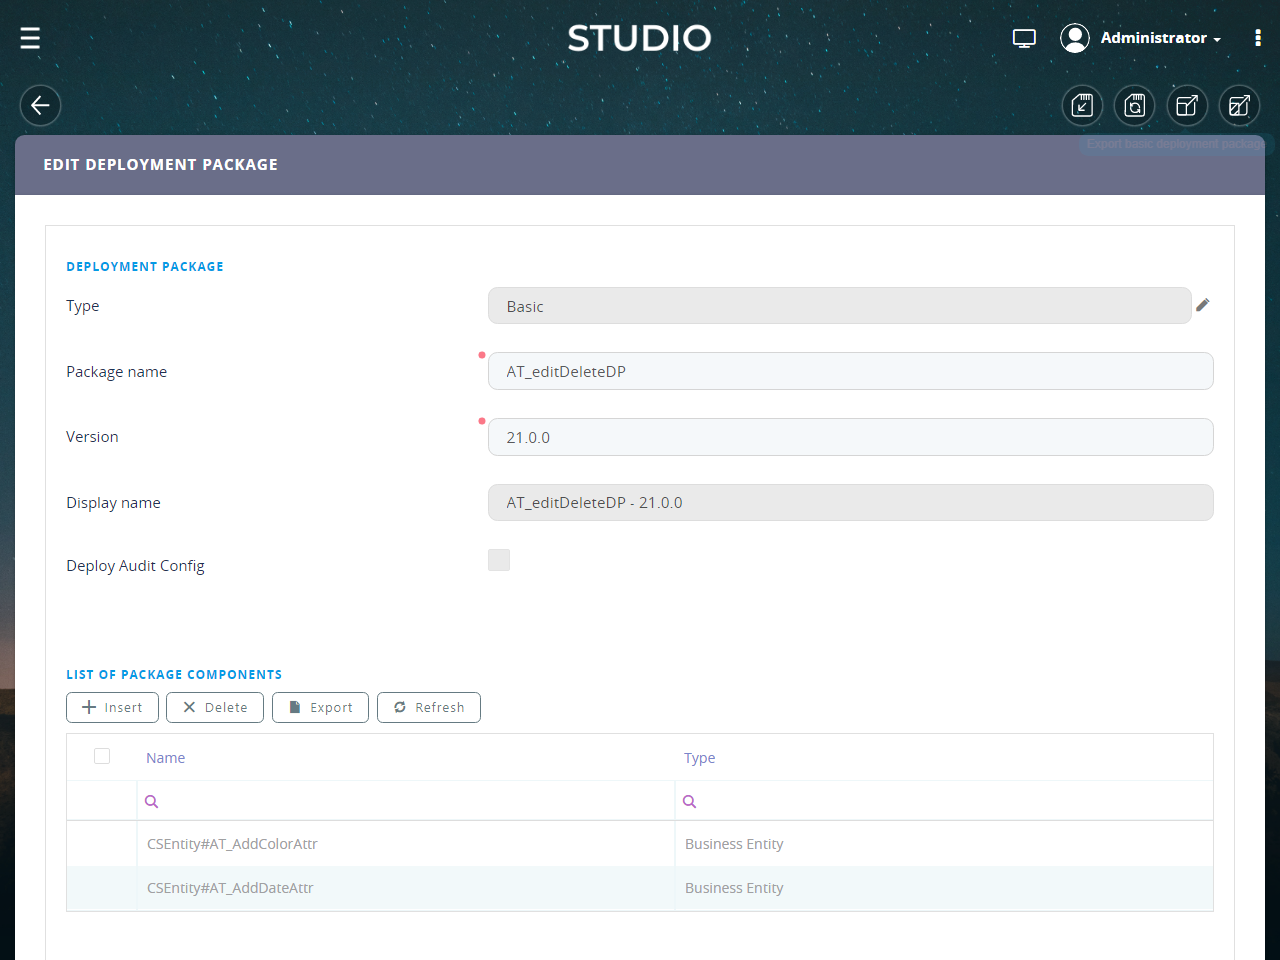 STUDIO
Administrator
Export basic deployment package
EDIT DEPLOYMENT PACKAGE
DEPLOYMENT PACKAGE
Type
Basic
Package name
AT_editDeleteDP
Version
21.0.0
Display name
AT_editDeleteDP - 21.0.0
Deploy Audit Config
LIST OF PACKAGE COMPONENTS
Insert
Delete
Export
Refresh
Name
Type
CSEntity#AT_AddColorAttr
Business Entity
CSEntity#AT_AddDateAttr
Business Entity